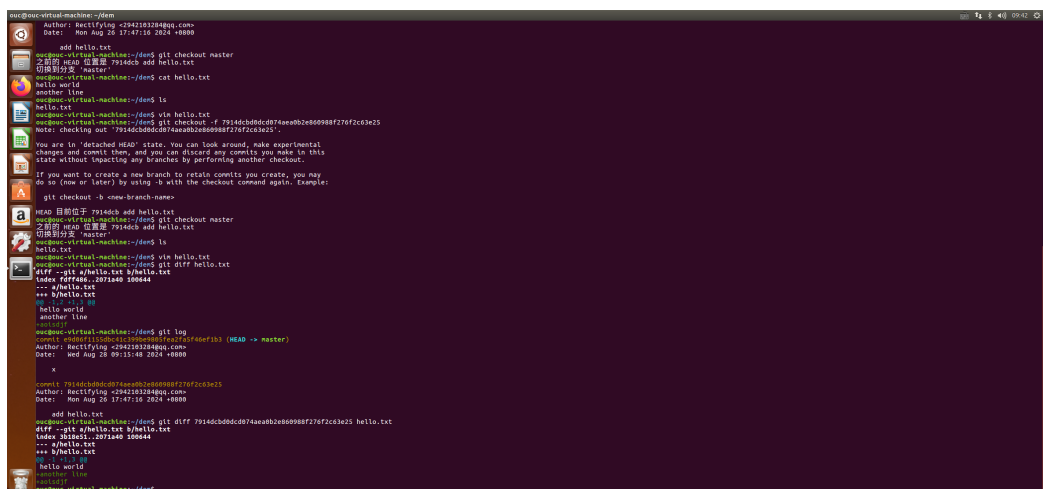 ouc@ouc-virtual-machine: ~/dem
09:42
Author: Rectifying <2942103284@qq.com>
Date: Mon Aug 26 17:47:16 2024 +0800
add hello.txt
ouc@ouc-virtual-machine:~/dem$ git checkout master
之前的 HEAD 位置是 7914dcb add hello.txt
切换到分支 'master'
ouc@ouc-virtual-machine:~/dem$ cat hello.txt
hello world
another line
ouc@ouc-virtual-machine:~/dem$ ls
hello.txt
ouc@ouc-virtual-machine:~/dem$ vim hello.txt
ouc@ouc-virtual-machine:~/dem$ git checkout -f 7914dcbd0dcd074aea0b2e860988f276f2c63e25
Note: checking out '7914dcbd0dcd074aea0b2e860988f276f2c63e25'.
You are in 'detached HEAD' state. You can look around, make experimental
changes and commit them, and you can discard any commits you make in this
state without impacting any branches by performing another checkout.
If you want to create a new branch to retain commits you create, you may
do so (now or later) by using -b with the checkout command again. Example:
git checkout -b <new-branch-name>
HEAD 目前位于 7914dcb add hello.txt
ouc@ouc-virtual-machine:~/dem$ git checkout master
之前的 HEAD 位置是 7914dcb add hello.txt
切换到分支 'master'
ouc@ouc-virtual-machine:~/dem$ ls
hello.txt
ouc@ouc-virtual-machine:~/dem$ vim hello.txt
ouc@ouc-virtual-machine:~/dem$ git diff hello.txt
diff --git a/hello.txt b/hello.txt
index fdff486..2071a40 100644
--- a/hello.txt
+++ b/hello.txt
@@ -1,2 +1,3 @@
hello world
another line
+aoisdjf
ouc@ouc-virtual-machine:~/dem$ git log
commit e9d06f1155dbc41c399be9805fea2fa5f46ef1b3 (HEAD -> master)
Author: Rectifying <2942103284@qq.com>
Date: Wed Aug 28 09:15:48 2024 +0800
x
commit 7914dcbd0dcd074aea0b2e860988f276f2c63e25
Author: Rectifying <2942103284@qq.com>
Date: Mon Aug 26 17:47:16 2024 +0800
add hello.txt
ouc@ouc-virtual-machine:~/dem$ git diff 7914dcbd0dcd074aea0b2e860988f276f2c63e25 hello.txt
diff --git a/hello.txt b/hello.txt
index 3b18e51..2071a40 100644
--- a/hello.txt
+++ b/hello.txt
@@ -1 +1,3 @@
hello world
+another line
+aoisdjf
ouc@ouc-virtual-machine:~/dem$